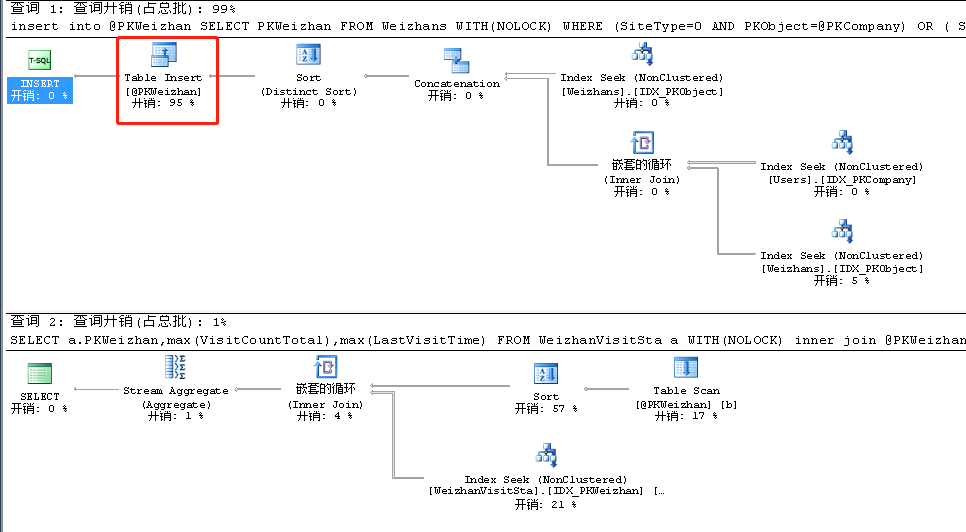 查询 1: 查询开销(占总批): 99%
insert into @PKWeizhan SELECT PKWeizhan FROM Weizhans WITH(NOLOCK) WHERE (SiteType=0 AND PKObject=@PKCompany) OR ( S
T-SQL
INSERT
开销: 0 %
Table Insert
[@PKWeizhan]
开销: 95 %
Sort
(Distinct Sort)
开销: 0 %
Concatenation
开销: 0 %
Index Seek (NonClustered)
[Weizhans].[IDX_PKObject]
开销: 0 %
嵌套的循环
(Inner Join)
开销: 0 %
Index Seek (NonClustered)
[Users].[IDX_PKCompany]
开销: 0 %
Index Seek (NonClustered)
[Weizhans].[IDX_PKObject]
开销: 5 %
查询 2: 查询开销(占总批): 1%
SELECT a.PKWeizhan,max(VisitCountTotal),max(LastVisitTime) FROM WeizhanVisitSta a WITH(NOLOCK) inner join @PKWeizhan
SELECT
开销: 0 %
Stream Aggregate
(Aggregate)
开销: 1 %
嵌套的循环
(Inner Join)
开销: 4 %
Sort
开销: 57 %
Table Scan
[@PKWeizhan] [b]
开销: 17 %
Index Seek (NonClustered)
[WeizhanVisitSta].[IDX_PKWeizhan] […
开销: 21 %